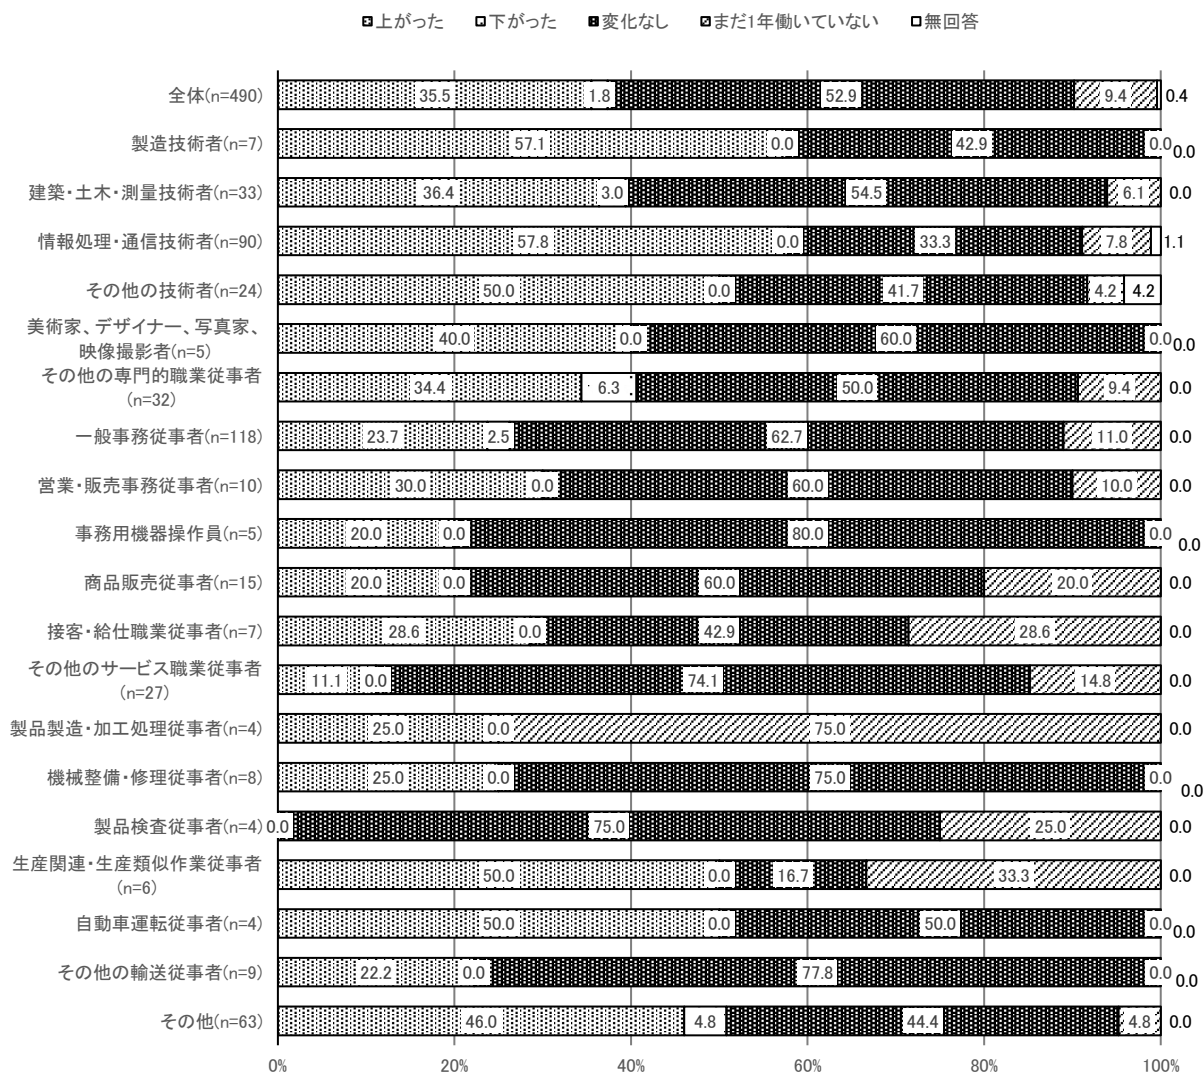 上がった 下がった 変化なし まだ1年働いていない 無回答
全体(n=490) 35.5 1.8 52.9 9.4 0.4
製造技術者(n=7) 57.1 0.0 42.9 0.0 0.0
建築・土木・測量技術者(n=33) 36.4 3.0 54.5 6.1 0.0
情報処理・通信技術者(n=90) 57.8 0.0 33.3 7.8 1.1
その他の技術者(n=24) 50.0 0.0 41.7 4.2 4.2
美術家、デザイナー、写真家、
映像撮影者(n=5) 40.0 0.0 60.0 0.0 0.0
その他の専門的職業従事者
(n=32) 34.4 6.3 50.0 9.4 0.0
一般事務従事者(n=118) 23.7 2.5 62.7 11.0 0.0
営業・販売事務従事者(n=10) 30.0 0.0 60.0 10.0 0.0
事務用機器操作員(n=5) 20.0 0.0 80.0 0.0 0.0
商品販売従事者(n=15) 20.0 0.0 60.0 20.0 0.0
接客・給仕職業従事者(n=7) 28.6 0.0 42.9 28.6 0.0
その他のサービス職業従事者
(n=27) 11.1 0.0 74.1 14.8 0.0
製品製造・加工処理従事者(n=4) 25.0 0.0 75.0 0.0
機械整備・修理従事者(n=8) 25.0 0.0 75.0 0.0 0.0
製品検査従事者(n=4) 0.0 75.0 25.0 0.0
生産関連・生産類似作業従事者
(n=6) 50.0 0.0 16.7 33.3 0.0
自動車運転従事者(n=4) 50.0 0.0 50.0 0.0 0.0
その他の輸送従事者(n=9) 22.2 0.0 77.8 0.0 0.0
その他(n=63) 46.0 4.8 44.4 4.8 0.0
0% 20% 40% 60% 80% 100%